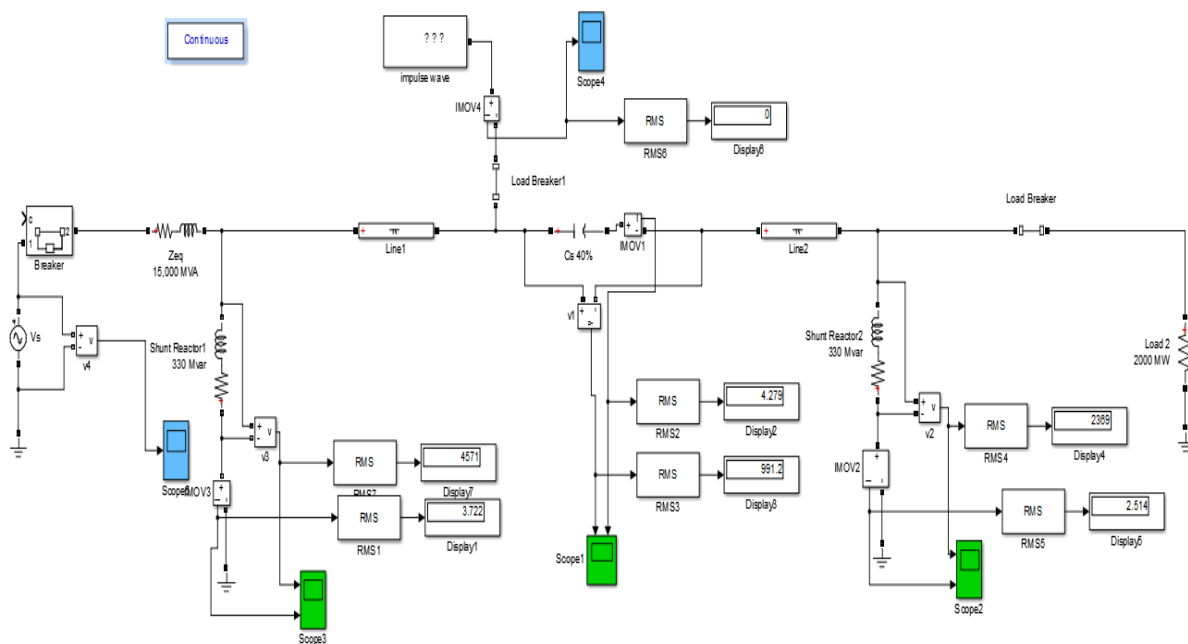 Continuous
? ? ?
impulse wave
Scope4
IMOV4
RMS
RMS6
0
Display6
Load Breaker1
Load Breaker
c
1
2
Breaker
Zeq
15,000 MVA
Line1
Cs 40%
IMOV1
Line2
v1
Vs
v
v4
Shunt Reactor1
330 Mvar
v
v3
Shunt Reactor2
330 Mvar
v
v2
Load 2
2000 MW
RMS
RMS2
4.279
Display2
RMS
RMS3
991.2
Display3
RMS
RMS4
2369
Display4
IMOV2
RMS
RMS5
2.514
Display5
IMOV3
RMS
RMS7
4571
Display7
RMS
RMS1
3.722
Display1
Scope1
Scope2
Scope3